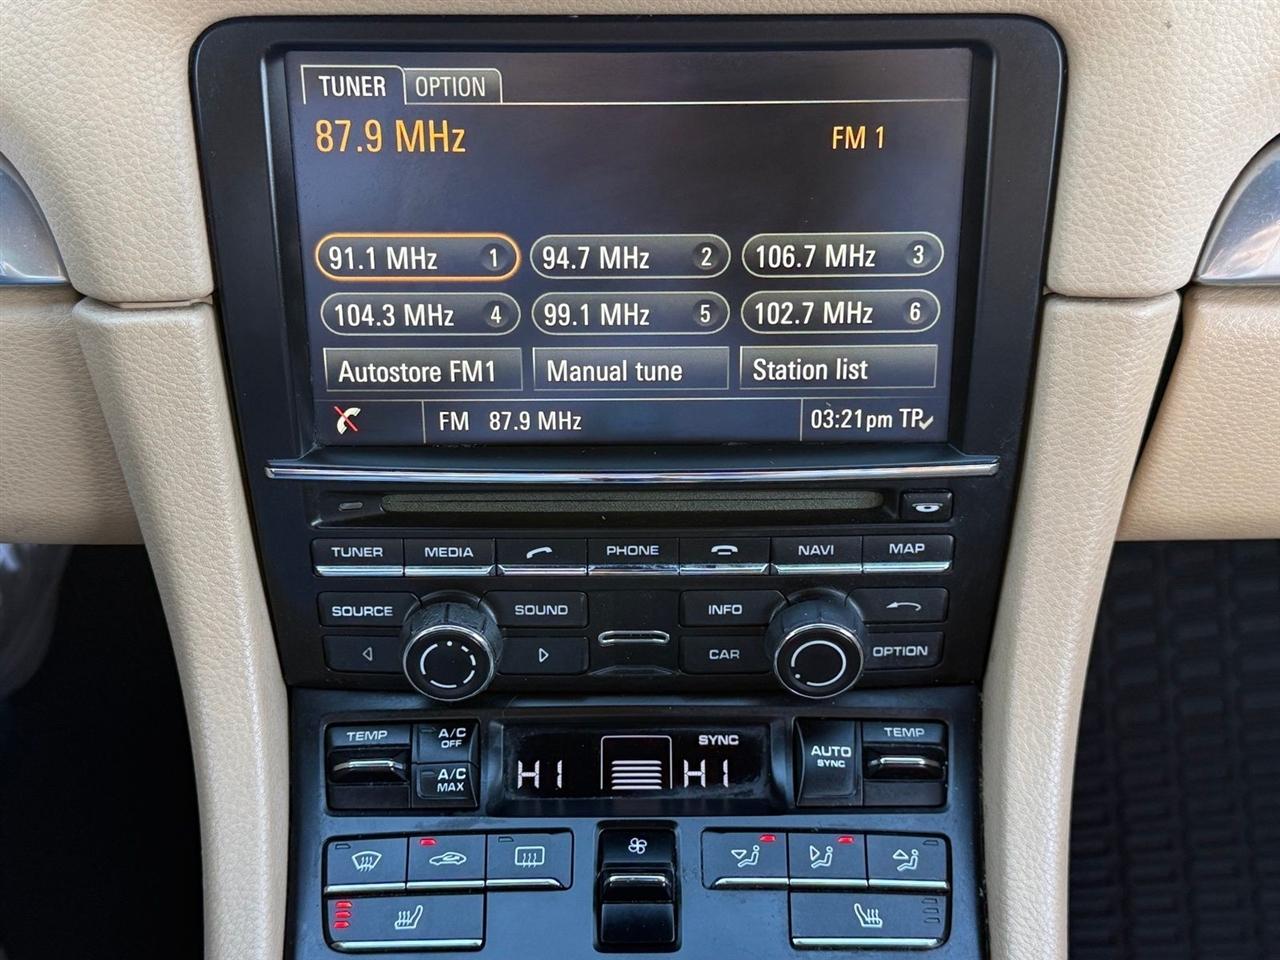 TUNER OPTION
87.9 MHz FM 1
91.1 MHz 1 94.7 MHz 2 106.7 MHz 3
104.3 MHz 4 99.1 MHz 5 102.7 MHz 6
Autostore FM1 Manual tune Station list
FM 87.9 MHz 03:21pm TP
TUNER MEDIA PHONE NAVI MAP
SOURCE SOUND INFO
CAR OPTION
TEMP A/C OFF SYNC AUTO SYNC TEMP
HI HI
A/C MAX